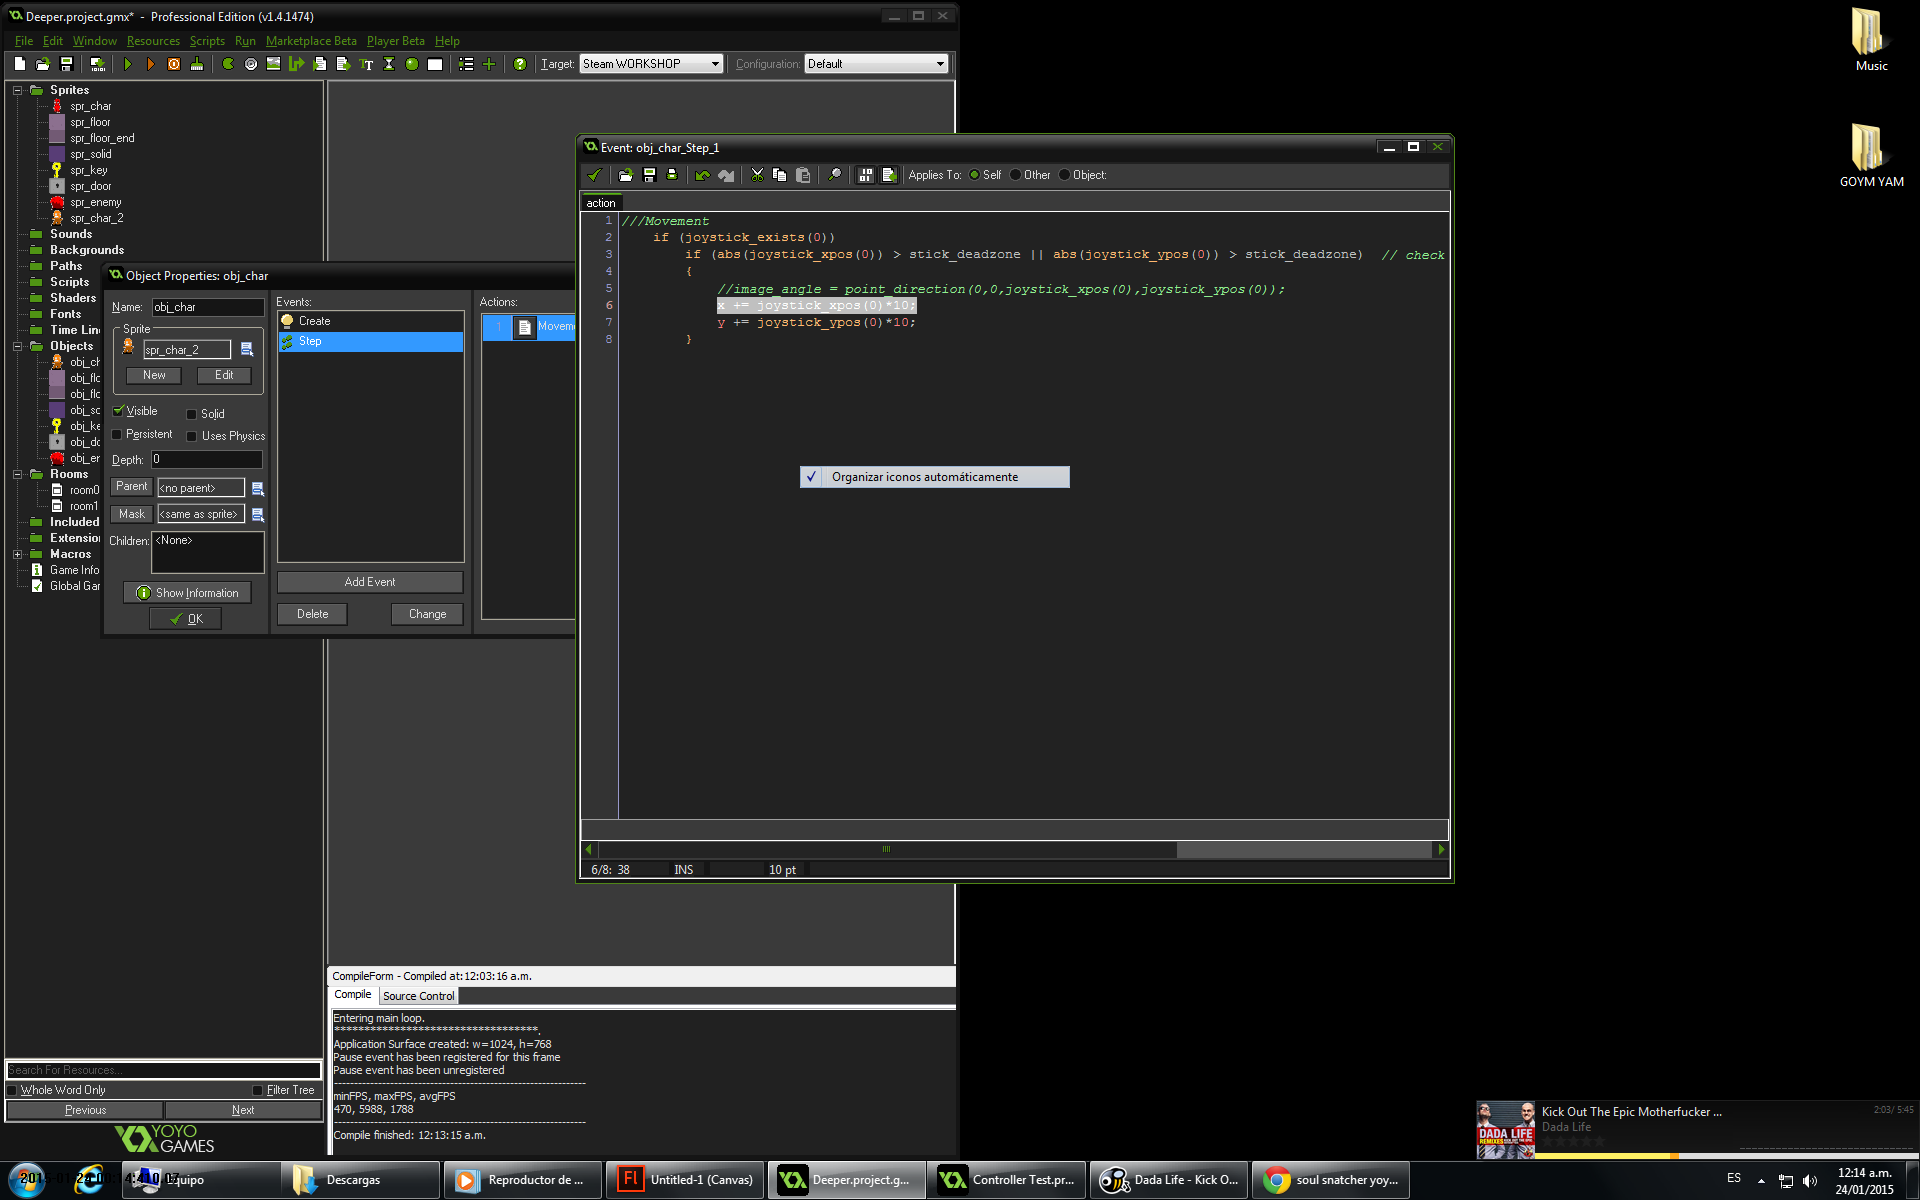 Deeper.project.gmx* - Professional Edition (v1.4.1474)
File Edit Window Resources Scripts Run Marketplace Beta Player Beta Help
Target: Steam WORKSHOP Configuration: Default
Sprites
spr_char
spr_floor
spr_floor_end
spr_solid
spr_key
spr_door
spr_enemy
spr_char_2
Sounds
Backgrounds
Paths
Scripts
Shaders
Fonts
Time Lin
Objects
obj_ch
obj_flo
obj_flo
obj_so
obj_ke
obj_do
obj_er
Rooms
room0
room1
Included
Extensio
Macros
Game Info
Global Gar
Search For Resources...
Whole Word Only Filter Tree
Previous Next
YOYO
GAMES
Object Properties: obj_char
Name: obj_char
Sprite
spr_char_2
New Edit
Visible Solid
Persistent Uses Physics
Depth: 0
Parent <no parent>
Mask <same as sprite>
Children: <None>
Show Information
OK
Events:
Create
Step
Add Event
Delete Change
Actions:
1 Moveme
Event: obj_char_Step_1
Applies To: Self Other Object:
action
1 ///Movement
2 if (joystick_exists(0))
3 if (abs(joystick_xpos(0)) > stick_deadzone || abs(joystick_ypos(0)) > stick_deadzone) // check
4 {
5 //image_angle = point_direction(0,0,joystick_xpos(0),joystick_ypos(0));
6 x += joystick_xpos(0)*10;
7 y += joystick_ypos(0)*10;
8 }
✓ Organizar iconos automáticamente
6/8: 38 INS 10 pt
CompileForm - Compiled at:12:03:16 a.m.
Compile Source Control
Entering main loop.
**********************************.
Application Surface created: w=1024, h=768
Pause event has been registered for this frame
Pause event has been unregistered
minFPS, maxFPS, avgFPS
470, 5988, 1788
Compile finished: 12:13:15 a.m.
Music
GOYM YAM
DADA LIFE
REMIXES
Kick Out The Epic Motherfucker ...
2:03/ 5:45
Dada Life
Equipo
Descargas
Reproductor de ...
Untitled-1 (Canvas)
Deeper.project.g...
Controller Test.pr...
Dada Life - Kick O...
soul snatcher yoy...
ES
12:14 a.m.
24/01/2015